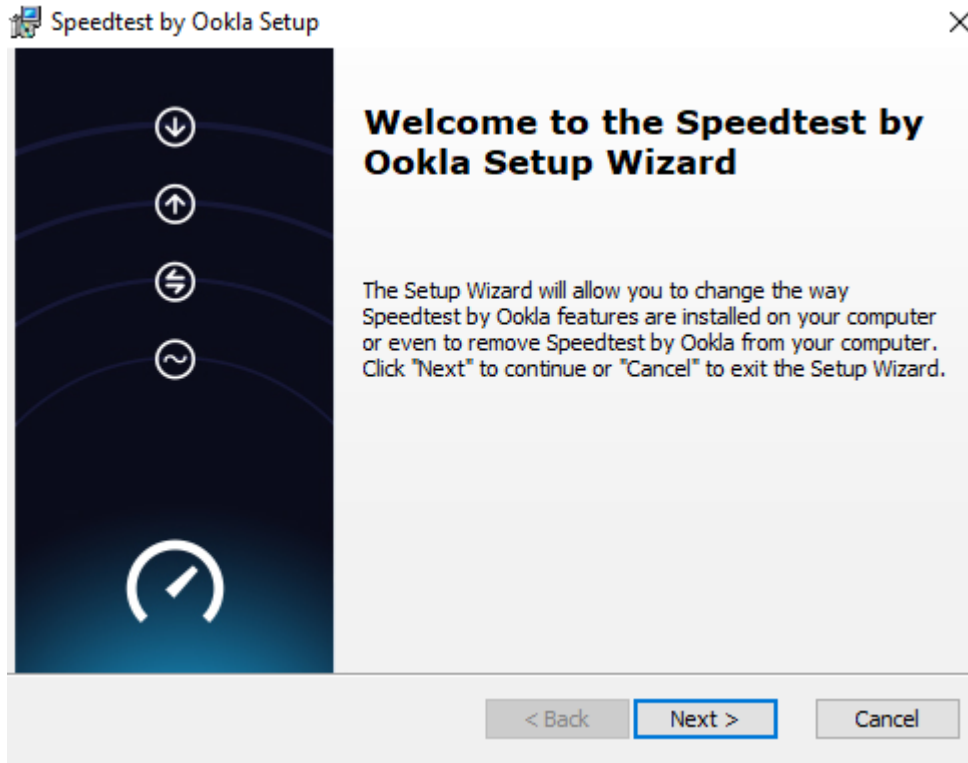 Speedtest by Ookla Setup
Welcome to the Speedtest by
Ookla Setup Wizard
The Setup Wizard will allow you to change the way
Speedtest by Ookla features are installed on your computer
or even to remove Speedtest by Ookla from your computer.
Click "Next" to continue or "Cancel" to exit the Setup Wizard.
< Back
Next >
Cancel